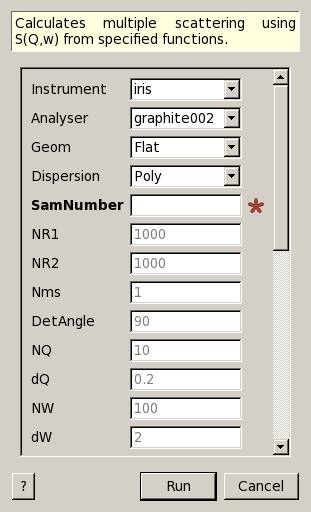 Calculates multiple scattering using
S(Q,w) from specified functions.
Instrument iris
Analyser graphite002
Geom Flat
Dispersion Poly
SamNumber
NR1 1000
NR2 1000
Nms 1
DetAngle 90
NQ 10
dQ 0.2
NW 100
dW 2
? Run Cancel